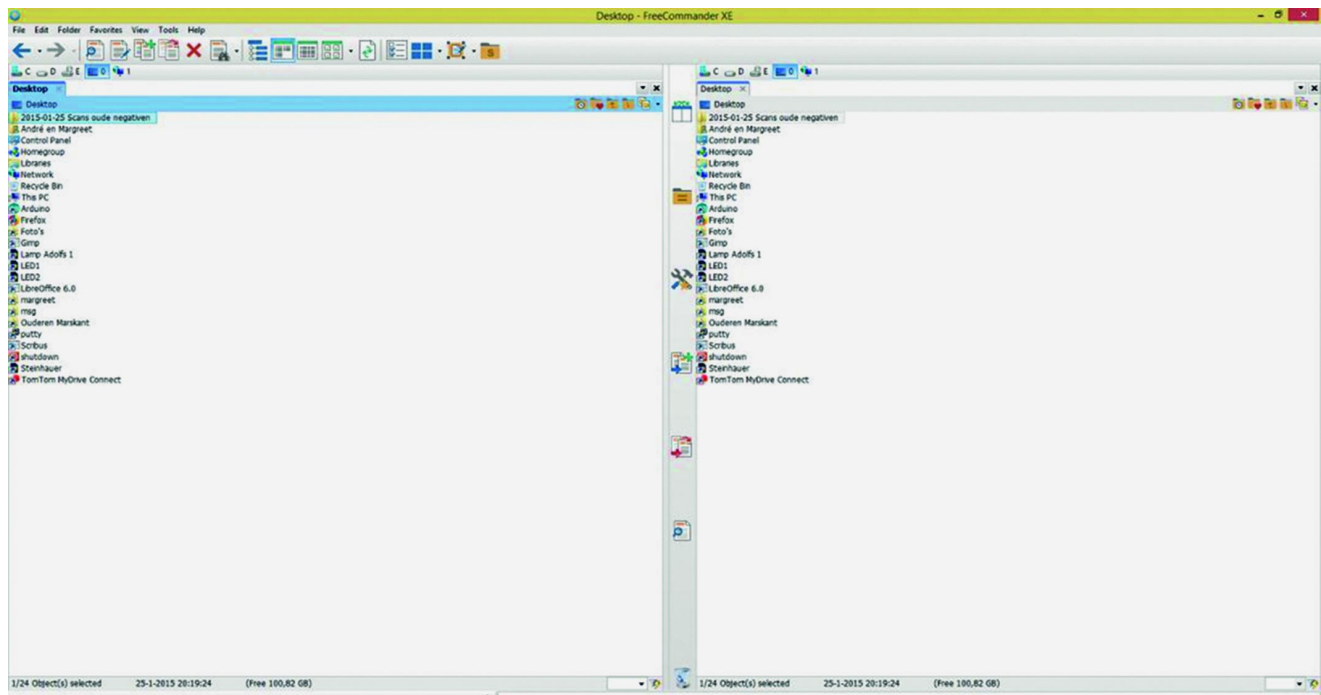 Desktop - FreeCommander XE
File Edit Folder Favorites View Tools Help
S
C D E 0 1
Desktop
Desktop
2015-01-25 Scans oude negativen
André en Margreet
Control Panel
Homegroup
Libraries
Network
Recycle Bin
This PC
Arduino
Firefox
Foto's
Gimp
Lamp Adolfs 1
LED1
LED2
LibreOffice 6.0
margreet
msg
Ouderen Marskant
putty
Scribus
shutdown
Steinhauer
TomTom MyDrive Connect
1/24 Object(s) selected 25-1-2015 20:19:24 (Free 100,82 GB)
C D E 0 1
Desktop
Desktop
2015-01-25 Scans oude negativen
André en Margreet
Control Panel
Homegroup
Libraries
Network
Recycle Bin
This PC
Arduino
Firefox
Foto's
Gimp
Lamp Adolfs 1
LED1
LED2
LibreOffice 6.0
margreet
msg
Ouderen Marskant
putty
Scribus
shutdown
Steinhauer
TomTom MyDrive Connect
1/24 Object(s) selected 25-1-2015 20:19:24 (Free 100,82 GB)